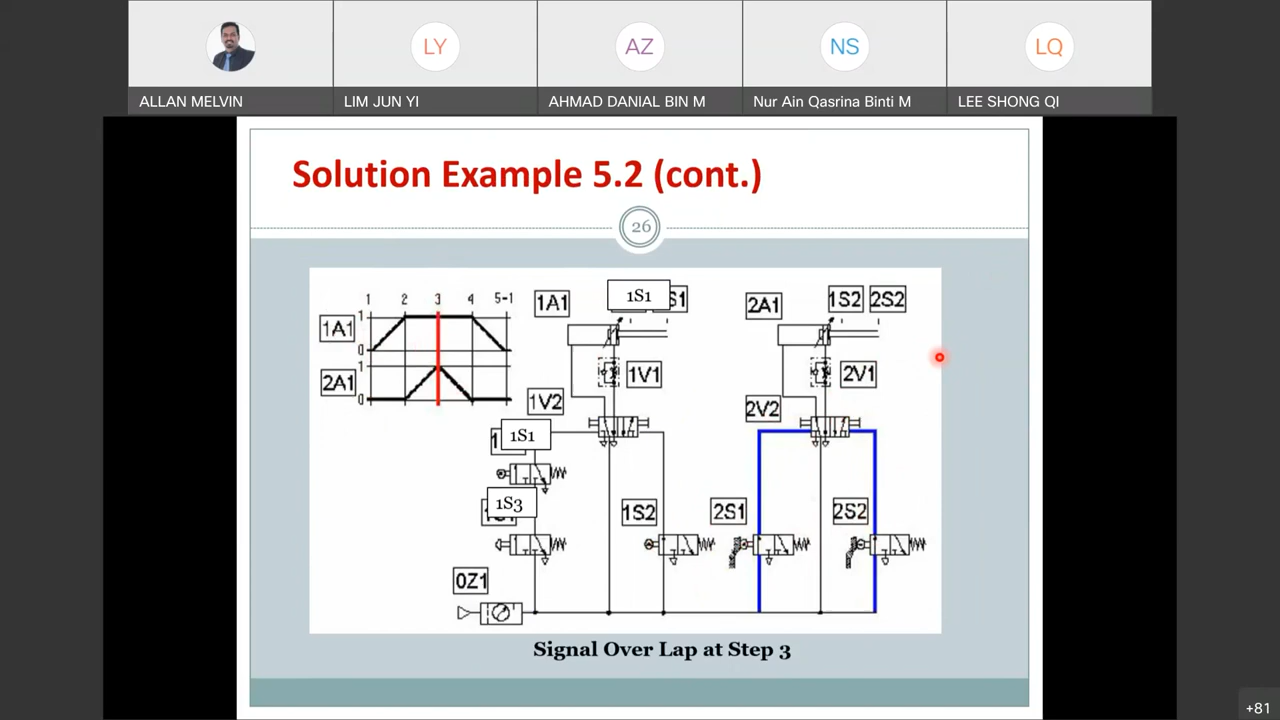 LY
AZ
NS
LQ
ALLAN MELVIN
LIM JUN YI
AHMAD DANIAL BIN M
Nur Ain Qasrina Binti M
LEE SHONG QI
Solution Example 5.2 (cont.)
26
1 2 3 4 5-1
1A1
1
0
2A1
1
0
1A1
1S1
S1
2A1
1S2
2S2
1V1
2V1
1V2
2V2
1S1
1S3
1S2
2S1
2S2
0Z1
Signal Over Lap at Step 3
+81